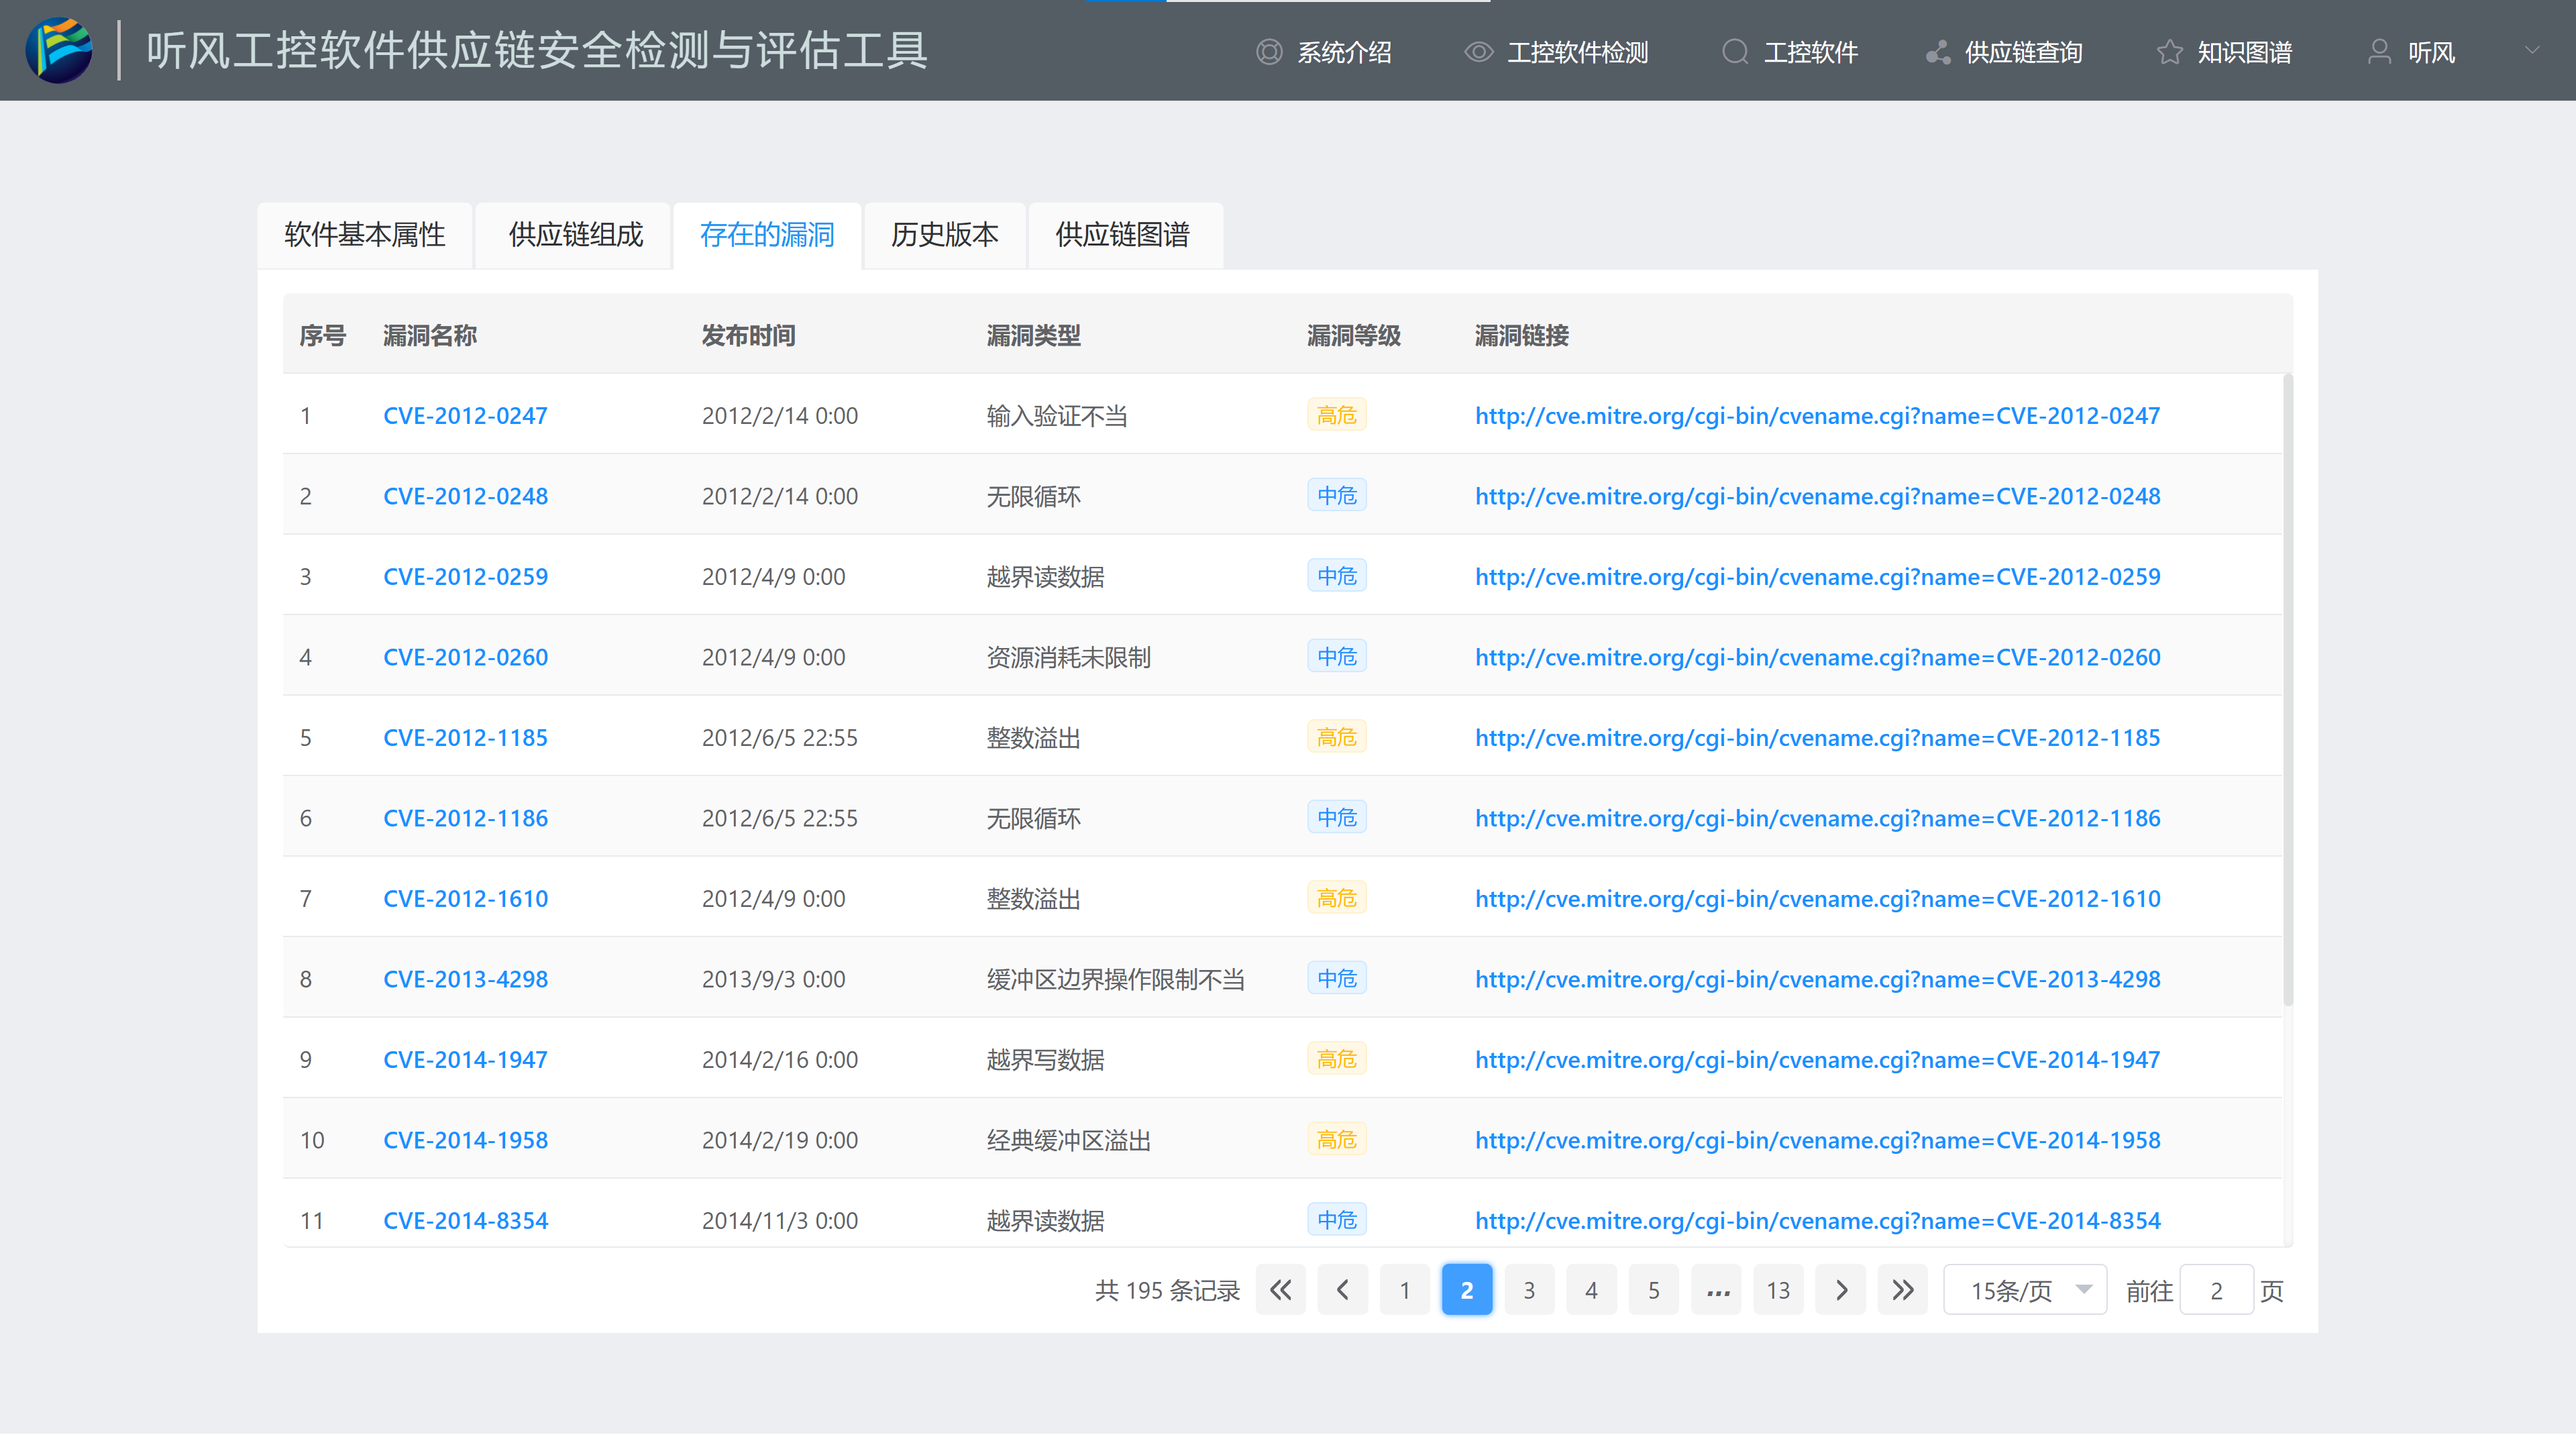 听风工控软件供应链安全检测与评估工具 系统介绍 工控软件检测 工控软件 供应链查询 知识图谱 听风
软件基本属性 供应链组成 存在的漏洞 历史版本 供应链图谱
序号 漏洞名称 发布时间 漏洞类型 漏洞等级 漏洞链接
1 CVE-2012-0247 2012/2/14 0:00 输入验证不当 高危 http://cve.mitre.org/cgi-bin/cvename.cgi?name=CVE-2012-0247
2 CVE-2012-0248 2012/2/14 0:00 无限循环 中危 http://cve.mitre.org/cgi-bin/cvename.cgi?name=CVE-2012-0248
3 CVE-2012-0259 2012/4/9 0:00 越界读数据 中危 http://cve.mitre.org/cgi-bin/cvename.cgi?name=CVE-2012-0259
4 CVE-2012-0260 2012/4/9 0:00 资源消耗未限制 中危 http://cve.mitre.org/cgi-bin/cvename.cgi?name=CVE-2012-0260
5 CVE-2012-1185 2012/6/5 22:55 整数溢出 高危 http://cve.mitre.org/cgi-bin/cvename.cgi?name=CVE-2012-1185
6 CVE-2012-1186 2012/6/5 22:55 无限循环 中危 http://cve.mitre.org/cgi-bin/cvename.cgi?name=CVE-2012-1186
7 CVE-2012-1610 2012/4/9 0:00 整数溢出 高危 http://cve.mitre.org/cgi-bin/cvename.cgi?name=CVE-2012-1610
8 CVE-2013-4298 2013/9/3 0:00 缓冲区边界操作限制不当 中危 http://cve.mitre.org/cgi-bin/cvename.cgi?name=CVE-2013-4298
9 CVE-2014-1947 2014/2/16 0:00 越界写数据 高危 http://cve.mitre.org/cgi-bin/cvename.cgi?name=CVE-2014-1947
10 CVE-2014-1958 2014/2/19 0:00 经典缓冲区溢出 高危 http://cve.mitre.org/cgi-bin/cvename.cgi?name=CVE-2014-1958
11 CVE-2014-8354 2014/11/3 0:00 越界读数据 中危 http://cve.mitre.org/cgi-bin/cvename.cgi?name=CVE-2014-8354
共 195 条记录 1 2 3 4 5 ... 13 15条/页 前往 2 页